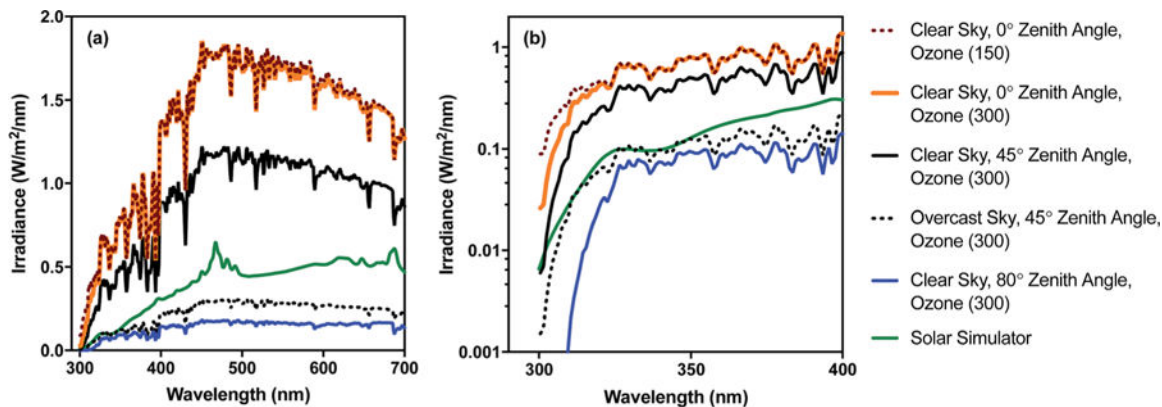 (a)
2.0
1.5
1.0
0.5
0.0
Irradiance (W/m²/nm)
300 400 500 600 700
Wavelength (nm)
(b)
1
0.1
0.01
0.001
Irradiance (W/m²/nm)
300 350 400
Wavelength (nm)
Clear Sky, 0° Zenith Angle,
Ozone (150)
Clear Sky, 0° Zenith Angle,
Ozone (300)
Clear Sky, 45° Zenith Angle,
Ozone (300)
Overcast Sky, 45° Zenith Angle,
Ozone (300)
Clear Sky, 80° Zenith Angle,
Ozone (300)
Solar Simulator